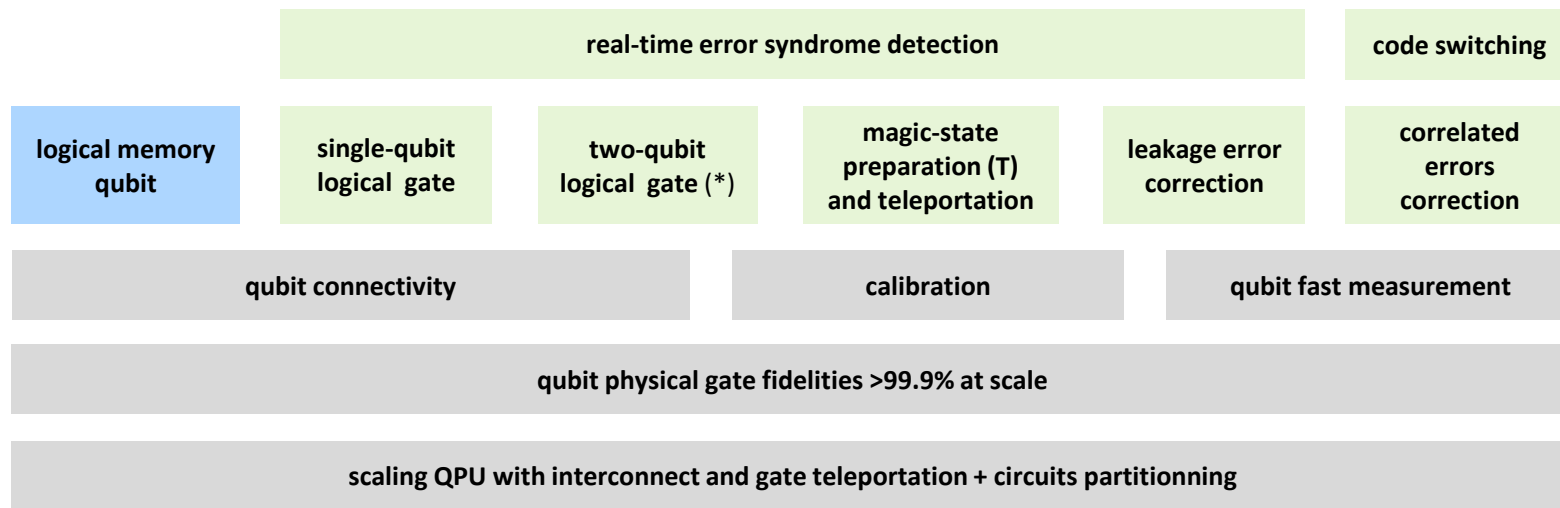 real-time error syndrome detection
code switching
logical memory
qubit
single-qubit
logical gate
two-qubit
logical gate (*)
magic-state
preparation (T)
and teleportation
leakage error
correction
correlated
errors
correction
qubit connectivity
calibration
qubit fast measurement
qubit physical gate fidelities >99.9% at scale
scaling QPU with interconnect and gate teleportation + circuits partitionning